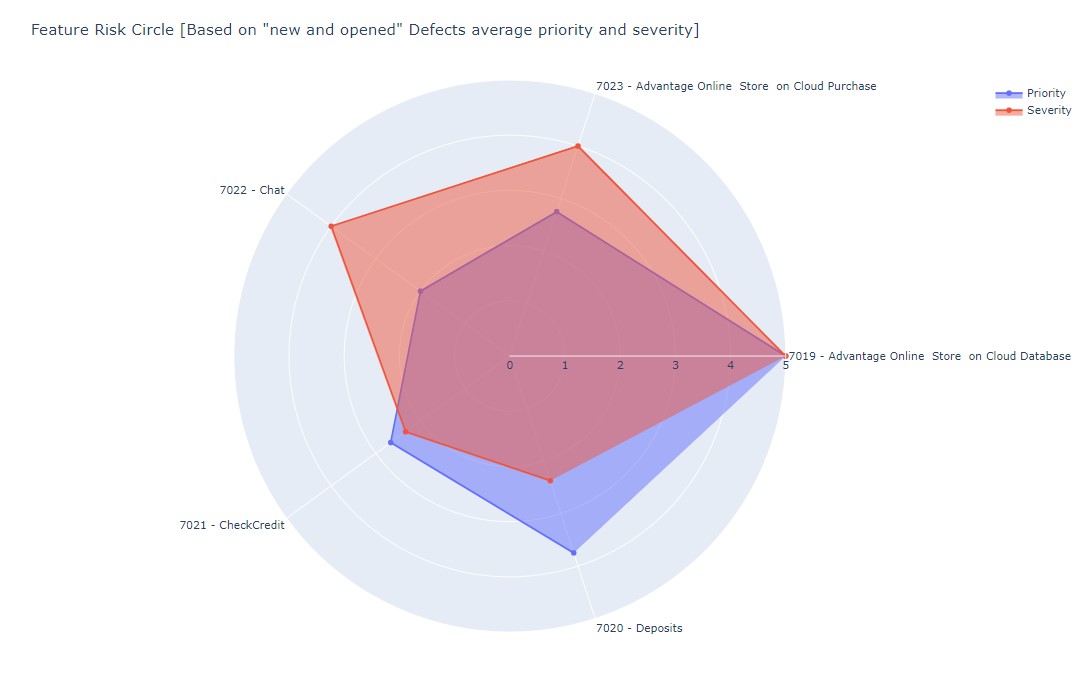 Feature Risk Circle [Based on "new and opened" Defects average priority and severity]
7023 - Advantage Online  Store  on Cloud Purchase
Priority
Severity
7022 - Chat
7019 - Advantage Online  Store  on Cloud Database
0 1 2 3 4 5
7021 - CheckCredit
7020 - Deposits